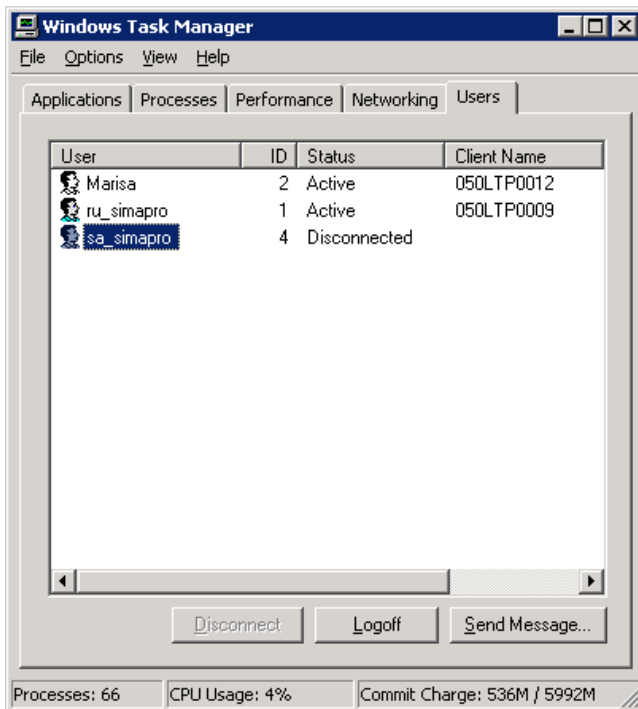 Windows Task Manager
File Options View Help
Applications Processes Performance Networking Users
User ID Status Client Name
Marisa 2 Active 050LTP0012
ru_simapro 1 Active 050LTP0009
sa_simapro 4 Disconnected
Disconnect Logoff Send Message...
Processes: 66 CPU Usage: 4% Commit Charge: 536M / 5992M